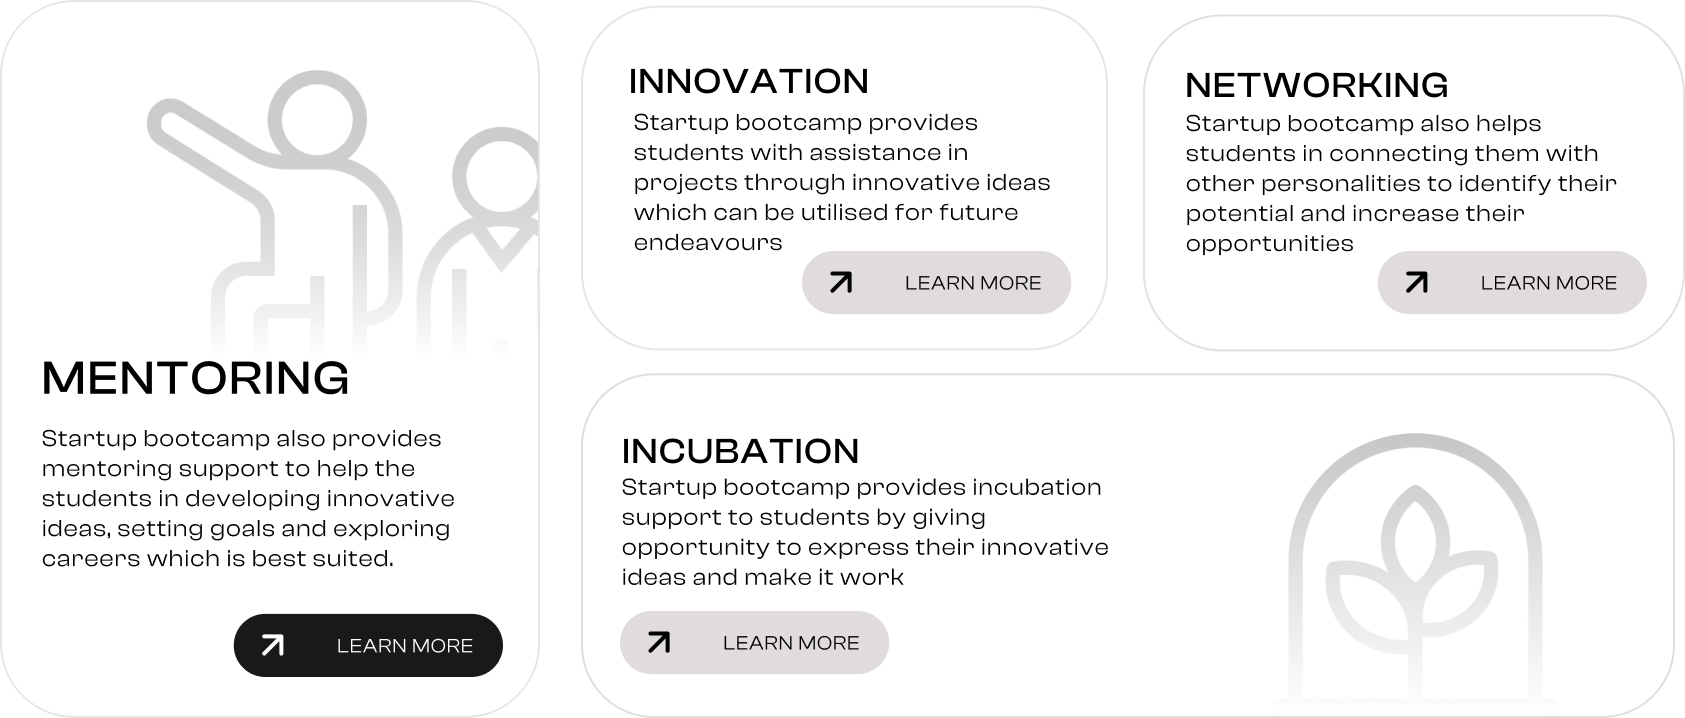 MENTORING
Startup bootcamp also provides
mentoring support to help the
students in developing innovative
ideas, setting goals and exploring
careers which is best suited.
LEARN MORE
INNOVATION
Startup bootcamp provides
students with assistance in
projects through innovative ideas
which can be utilised for future
endeavours
LEARN MORE
NETWORKING
Startup bootcamp also helps
students in connecting them with
other personalities to identify their
potential and increase their
opportunities
LEARN MORE
INCUBATION
Startup bootcamp provides incubation
support to students by giving
opportunity to express their innovative
ideas and make it work
LEARN MORE